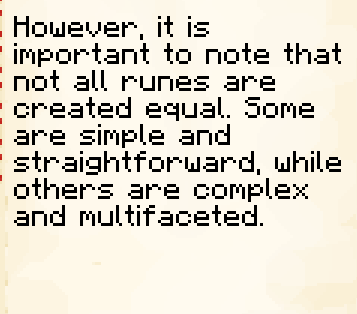 However, it is
important to note that
not all runes are
created equal. Some
are simple and
straightforward, while
others are complex
and multifaceted.